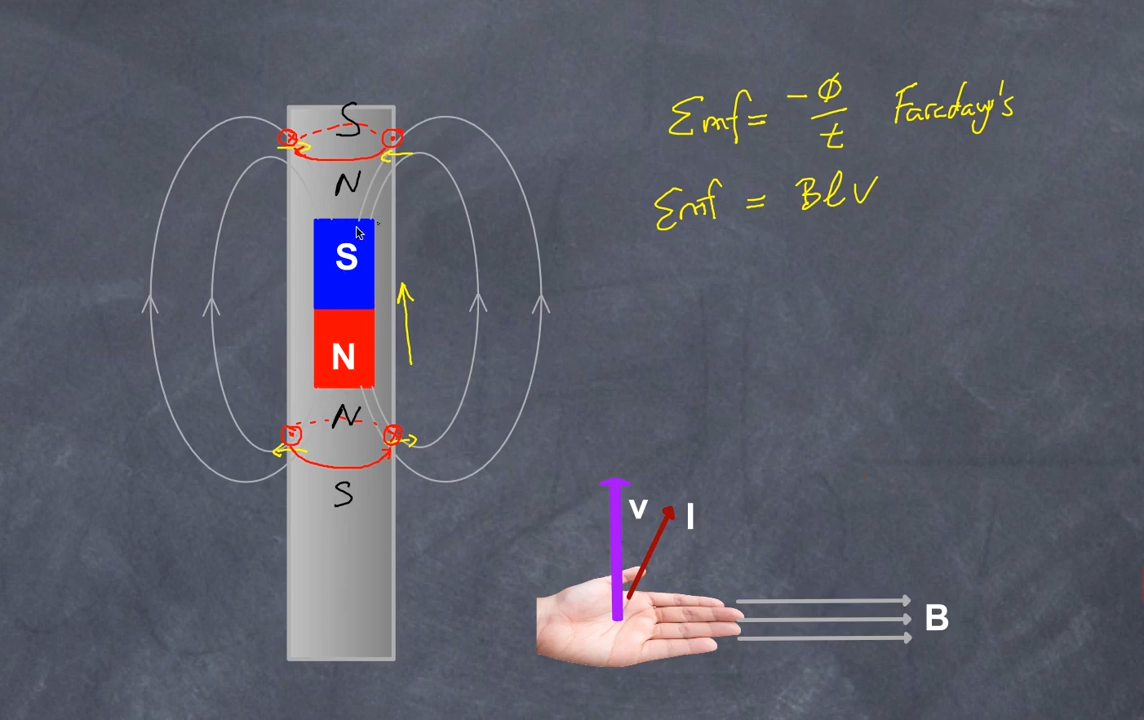 Emf = -Φ/t Faraday's
Emf = Blv
S
N
S
N
N
S
v
I
B